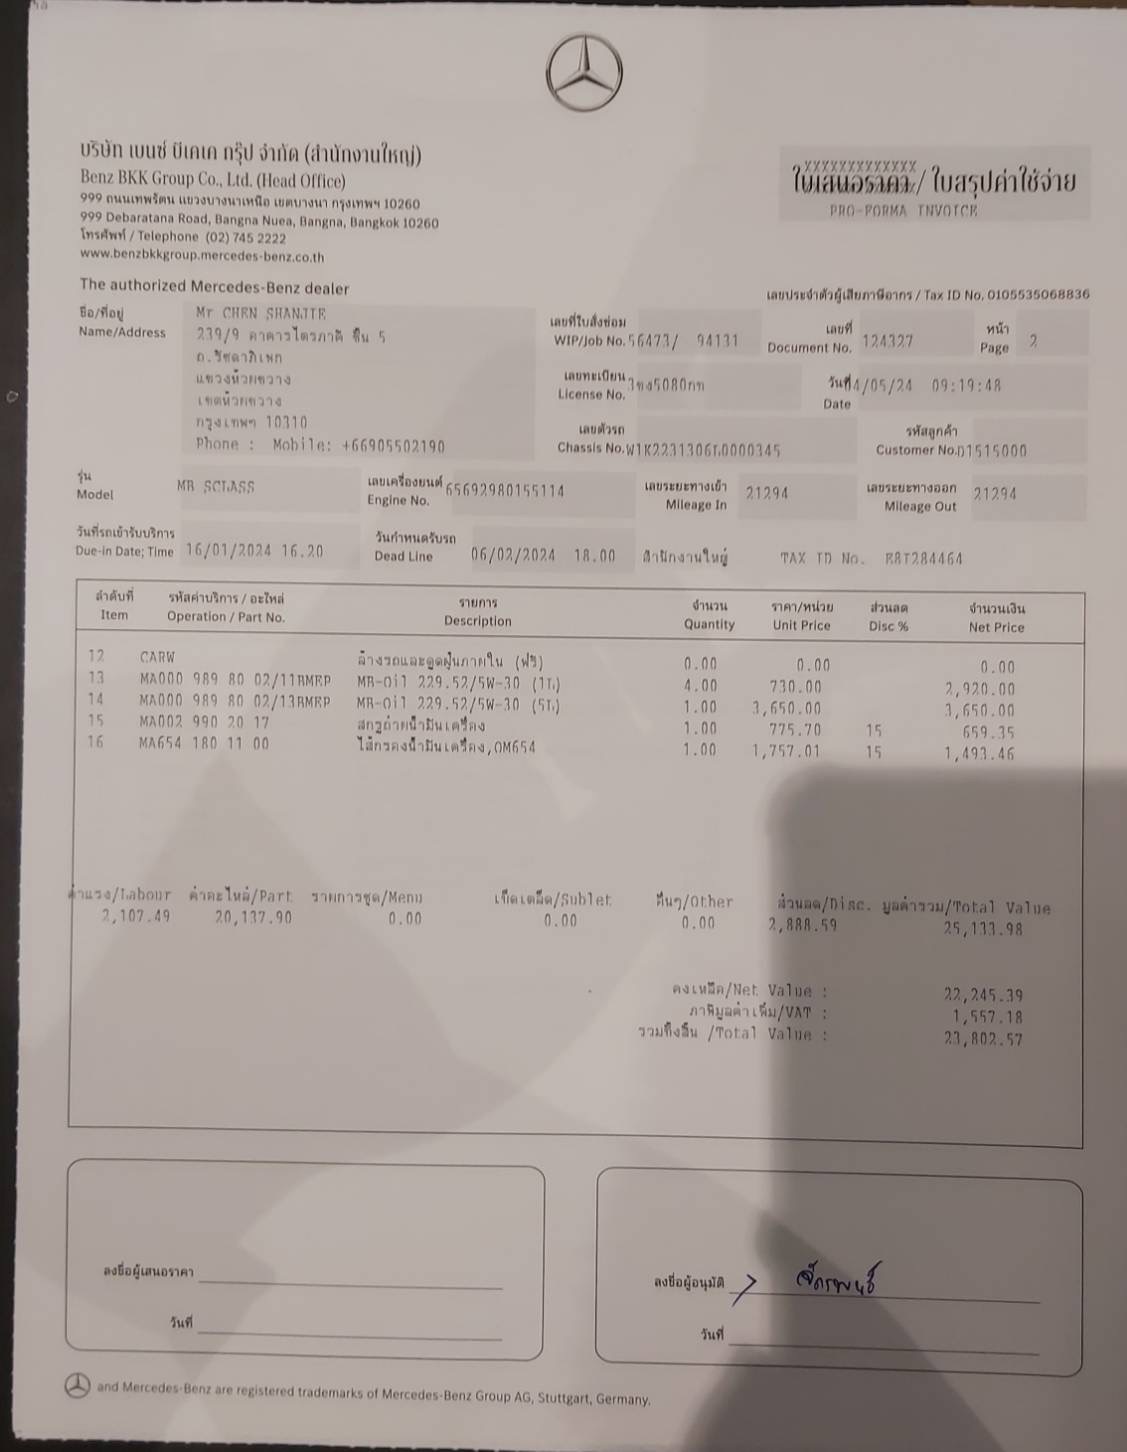 บริษัท เบนซ์ บีเคเค กรุ๊ป จำกัด (สำนักงานใหญ่)
Benz BKK Group Co., Ltd. (Head Office)
999 ถนนเทพรัตน แขวงบางนาเหนือ เขตบางนา กรุงเทพฯ 10260
999 Debaratana Road, Bangna Nuea, Bangna, Bangkok 10260
โทรศัพท์ / Telephone (02) 745 2222
www.benzbkkgroup.mercedes-benz.co.th
The authorized Mercedes-Benz dealer
XXXXXXXXXXXXX
ใบเสนอราคา / ใบสรุปค่าใช้จ่าย
PRO-FORMA INVOICE
เลขประจำตัวผู้เสียภาษีอากร / Tax ID No. 0105535068836
ชื่อ/ที่อยู่ Mr CHEN SHANJIE
Name/Address 239/9 อาคารไตรภาคี ชั้น 5
ถ.รัชดาภิเษก
แขวงห้วยขวาง
เขตห้วยขวาง
กรุงเทพฯ 10310
Phone : Mobile: +66905502190
เลขที่ใบสั่งซ่อม
WIP/Job No. 56473/ 94131
เลขที่
Document No. 124327
หน้า
Page 2
เลขทะเบียน
License No. 3ขง5080กท
วันที่ 4/05/24 09:19:48
Date
เลขตัวรถ
Chassis No. W1K2231306L0000345
รหัสลูกค้า
Customer No. D1515000
รุ่น
Model MB SCLASS
เลขเครื่องยนต์
Engine No. 65692980155114
เลขระยะทางเข้า
Mileage In 21294
เลขระยะทางออก
Mileage Out 21294
วันที่รถเข้ารับบริการ
Due-in Date; Time 16/01/2024 16.20
วันกำหนดรับรถ
Dead Line 06/02/2024 18.00 สำนักงานใหญ่ TAX ID No. E81284464
ลำดับที่ รหัสค่าบริการ / อะไหล่ รายการ จำนวน ราคา/หน่วย ส่วนลด จำนวนเงิน
Item Operation / Part No. Description Quantity Unit Price Disc % Net Price
12 CARW ล้างรถและดูดฝุ่นภายใน (ฟรี) 0.00 0.00 0.00
13 MA000 989 80 02/11BMEP MB-Oil 229.52/5W-30 (1L) 4.00 730.00 2,920.00
14 MA000 989 80 02/13BMEP MB-Oil 229.52/5W-30 (5L) 1.00 3,650.00 3,650.00
15 MA002 990 20 17 สกรูถ่ายน้ำมันเครื่อง 1.00 775.70 15 659.35
16 MA654 180 11 00 ไส้กรองน้ำมันเครื่อง,OM654 1.00 1,757.01 15 1,493.46
ค่าแรง/Labour ค่าอะไหล่/Part รายการชุด/Menu เบ็ดเตล็ด/Sublet อื่นๆ/Other ส่วนลด/Disc. มูลค่ารวม/Total Value
2,107.49 20,137.90 0.00 0.00 0.00 2,888.59 25,133.98
คงเหลือ/Net Value : 22,245.39
ภาษีมูลค่าเพิ่ม/VAT : 1,557.18
รวมทั้งสิ้น /Total Value : 23,802.57
ลงชื่อผู้เสนอราคา
วันที่
ลงชื่อผู้อนุมัติ
วันที่
and Mercedes-Benz are registered trademarks of Mercedes-Benz Group AG, Stuttgart, Germany.